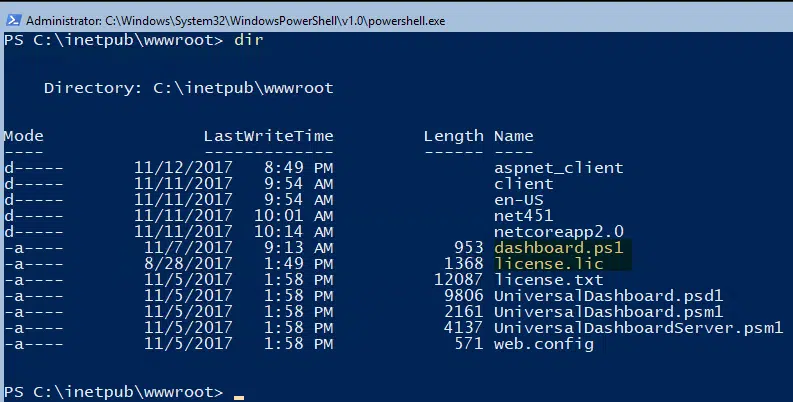 Administrator: C:\Windows\System32\WindowsPowerShell\v1.0\powershell.exe
PS C:\inetpub\wwwroot> dir
Directory: C:\inetpub\wwwroot
Mode LastWriteTime Length Name
---- ------------- ------ ----
d----- 11/12/2017 8:49 PM aspnet_client
d----- 11/11/2017 9:54 AM client
d----- 11/11/2017 9:54 AM en-US
d----- 11/11/2017 10:01 AM net451
d----- 11/11/2017 10:14 AM netcoreapp2.0
-a---- 11/7/2017 9:13 AM 953 dashboard.ps1
-a---- 8/28/2017 1:49 PM 1368 license.lic
-a---- 11/5/2017 1:58 PM 12087 license.txt
-a---- 11/5/2017 1:58 PM 9806 UniversalDashboard.psd1
-a---- 11/5/2017 1:58 PM 2161 UniversalDashboard.psm1
-a---- 11/5/2017 1:58 PM 4137 UniversalDashboardServer.psm1
-a---- 11/5/2017 1:58 PM 571 web.config
PS C:\inetpub\wwwroot> _